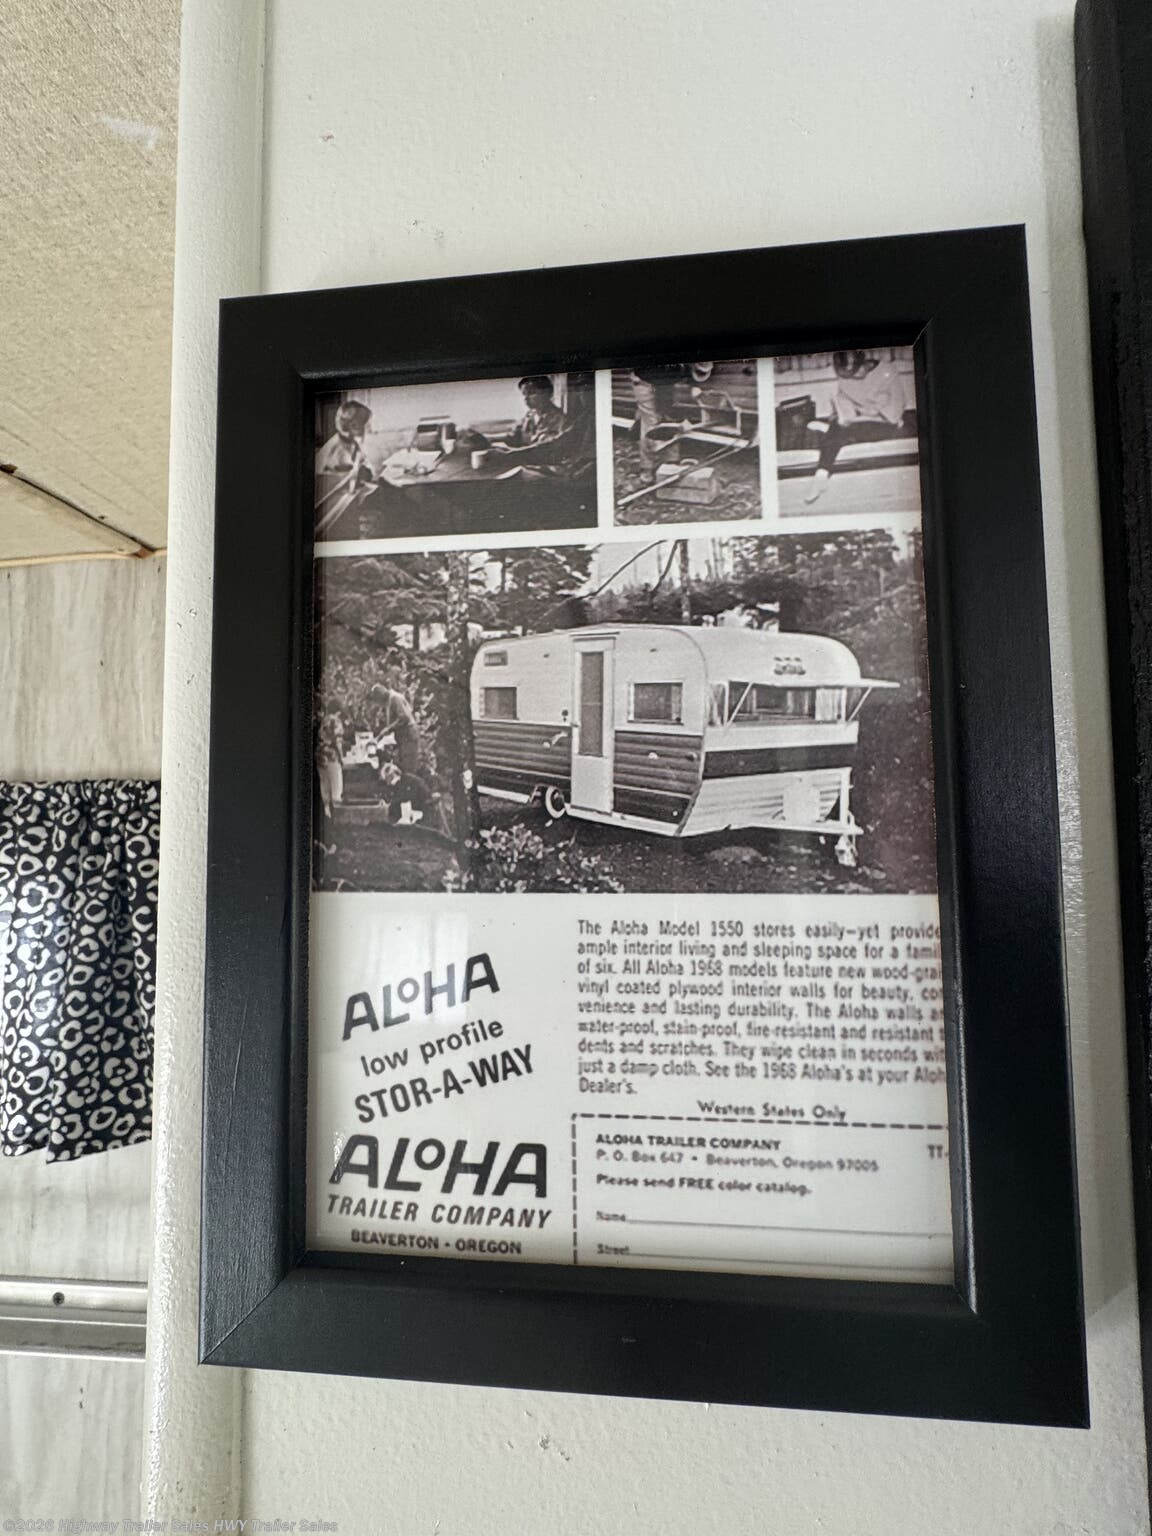 ALOHA
low profile
STOR-A-WAY
ALOHA
TRAILER COMPANY
BEAVERTON • OREGON
The Aloha Model 1550 stores easily—yet provide
ample interior living and sleeping space for a famil
of six. All Aloha 1968 models feature new wood-grai
vinyl coated plywood interior walls for beauty, con
venience and lasting durability. The Aloha walls a
water-proof, stain-proof, fire-resistant and resistant t
dents and scratches. They wipe clean in seconds wit
just a damp cloth. See the 1968 Aloha's at your Aloh
Dealer's.
Western States Only
ALOHA TRAILER COMPANY TT-
P. O. Box 647 • Beaverton, Oregon 97005
Please send FREE color catalog.
Name
Street
©2026 Highway Trailer Sales HWY Trailer Sales